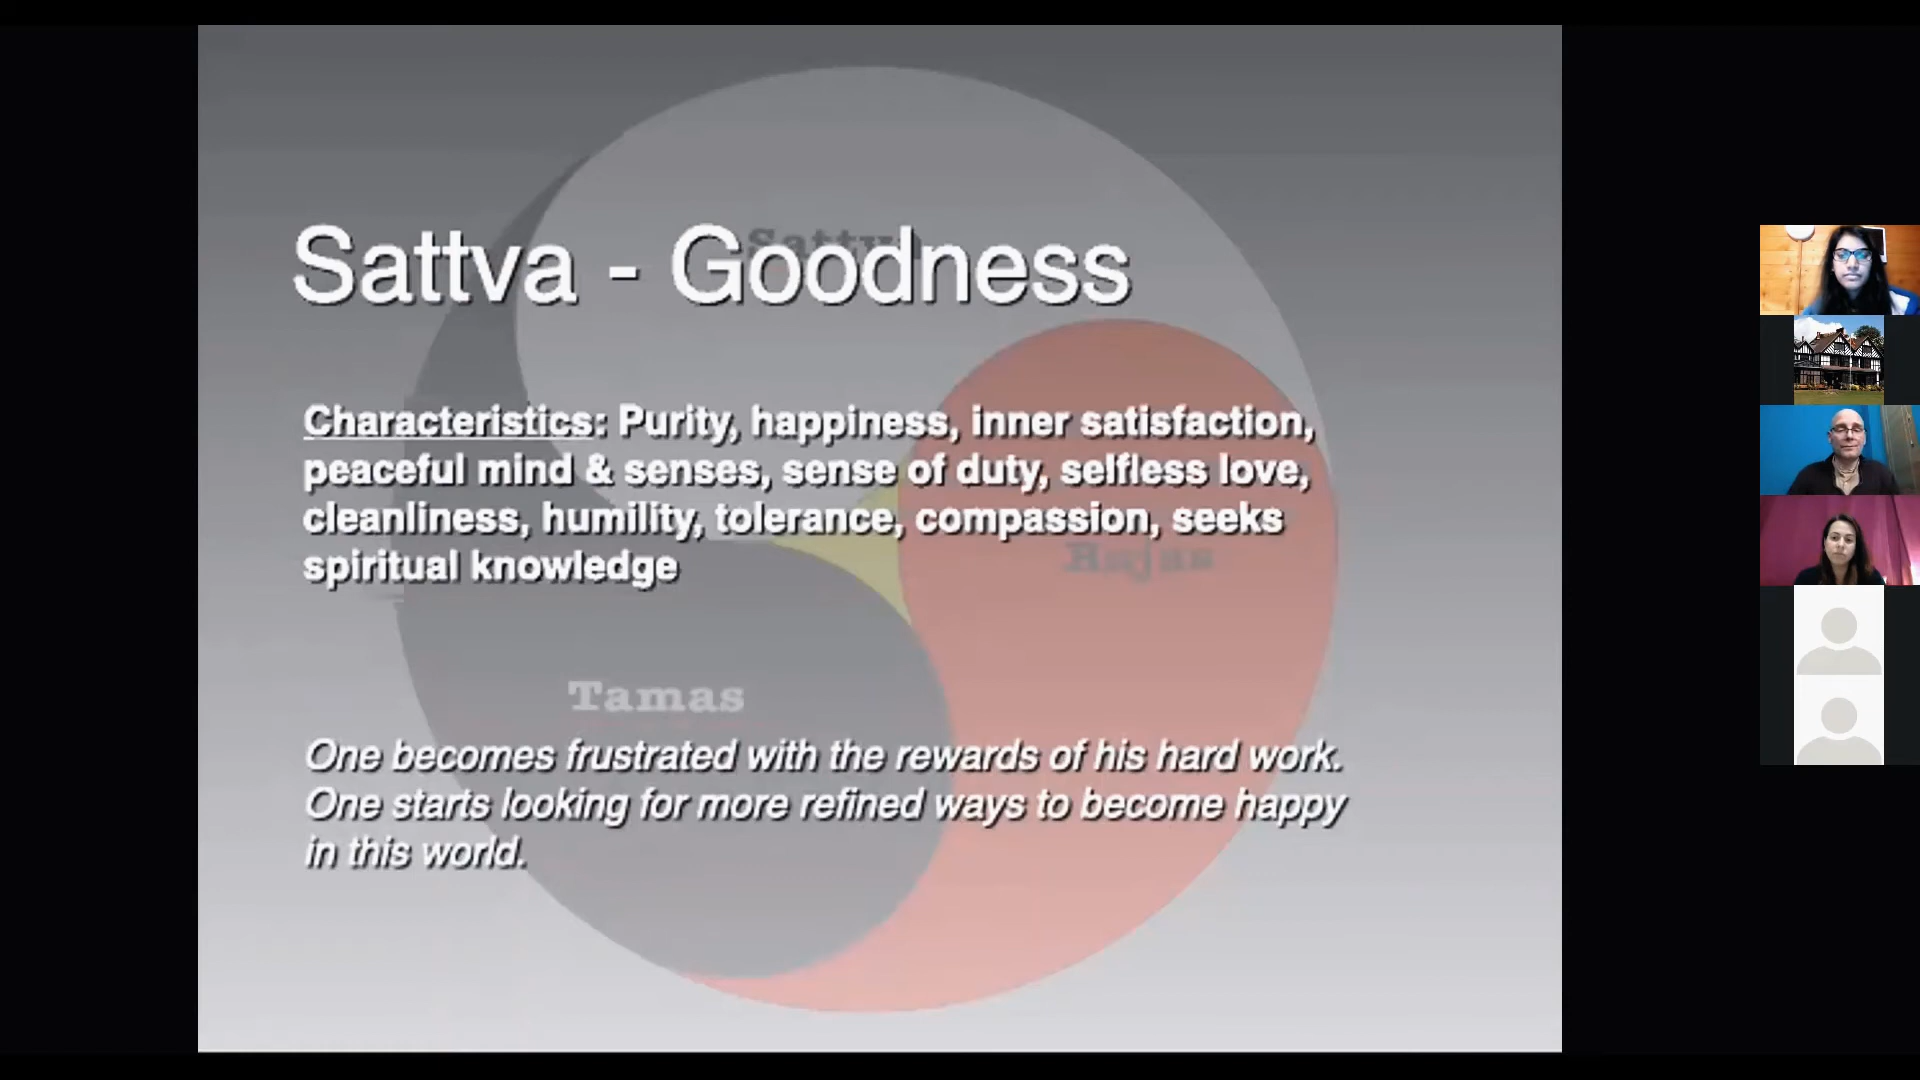 Sattva
Sattva - Goodness
Characteristics: Purity, happiness, inner satisfaction,
peaceful mind & senses, sense of duty, selfless love,
cleanliness, humility, tolerance, compassion, seeks
spiritual knowledge
Rajas
Tamas
One becomes frustrated with the rewards of his hard work.
One starts looking for more refined ways to become happy
in this world.